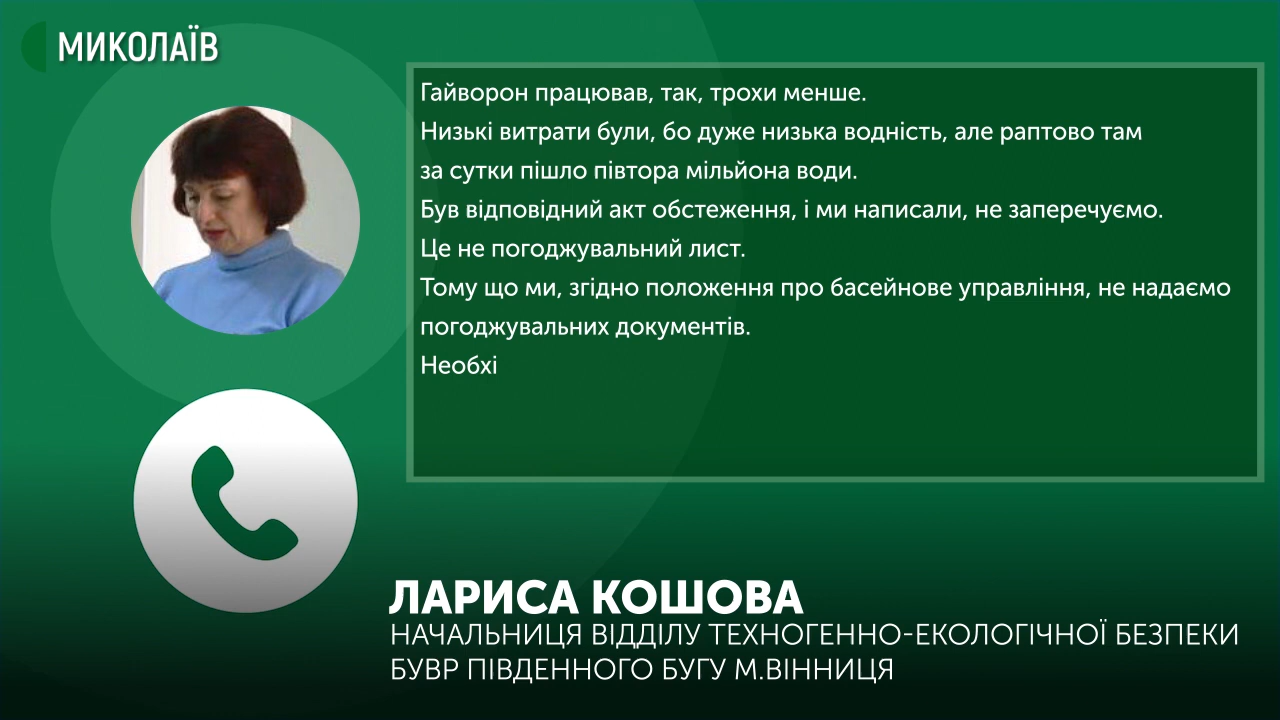 МИКОЛАЇВ
Гайворон працював, так, трохи менше.
Низькі витрати були, бо дуже низька водність, але раптово там
за сутки пішло півтора мільйона води.
Був відповідний акт обстеження, і ми написали, не заперечуємо.
Це не погоджувальний лист.
Тому що ми, згідно положення про басейнове управління, не надаємо
погоджувальних документів.
Необхі
ЛАРИСА КОШОВА
НАЧАЛЬНИЦЯ ВІДДІЛУ ТЕХНОГЕННО-ЕКОЛОГІЧНОЇ БЕЗПЕКИ
БУВР ПІВДЕННОГО БУГУ М.ВІННИЦЯ